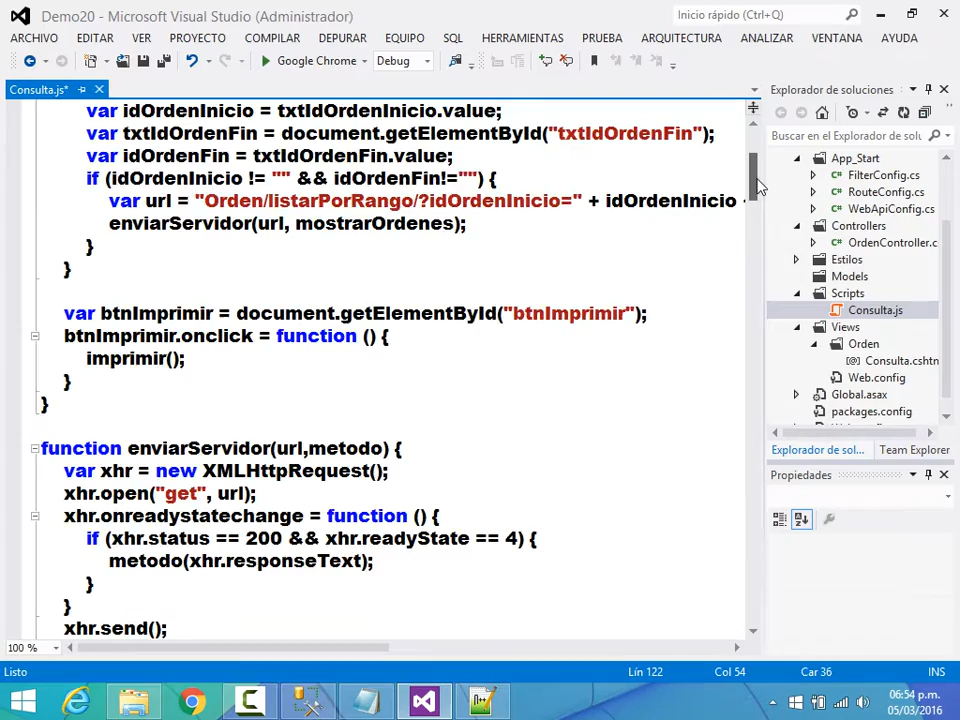 Demo20 - Microsoft Visual Studio (Administrador)
Inicio rápido (Ctrl+Q)
ARCHIVO EDITAR VER PROYECTO COMPILAR DEPURAR EQUIPO SQL HERRAMIENTAS PRUEBA ARQUITECTURA ANALIZAR VENTANA AYUDA
Google Chrome Debug
Consulta.js*
var idOrdenInicio = txtIdOrdenInicio.value;
var txtIdOrdenFin = document.getElementById("txtIdOrdenFin");
var idOrdenFin = txtIdOrdenFin.value;
if (idOrdenInicio != "" && idOrdenFin!="") {
var url = "Orden/listarPorRango/?idOrdenInicio=" + idOrdenInicio
enviarServidor(url, mostrarOrdenes);
}
}
var btnImprimir = document.getElementById("btnImprimir");
btnImprimir.onclick = function () {
imprimir();
}
}
function enviarServidor(url,metodo) {
var xhr = new XMLHttpRequest();
xhr.open("get", url);
xhr.onreadystatechange = function () {
if (xhr.status == 200 && xhr.readyState == 4) {
metodo(xhr.responseText);
}
}
xhr.send();
100 %
Explorador de soluciones
Buscar en el Explorador de solu
App_Start
C# FilterConfig.cs
C# RouteConfig.cs
C# WebApiConfig.cs
Controllers
C# OrdenController.c
Estilos
Models
Scripts
Consulta.js
Views
Orden
[@] Consulta.cshtn
Web.config
Global.asax
packages.config
Explorador de sol... Team Explorer
Propiedades
Listo Lín 122 Col 54 Car 36 INS
06:54 p.m.
05/03/2016